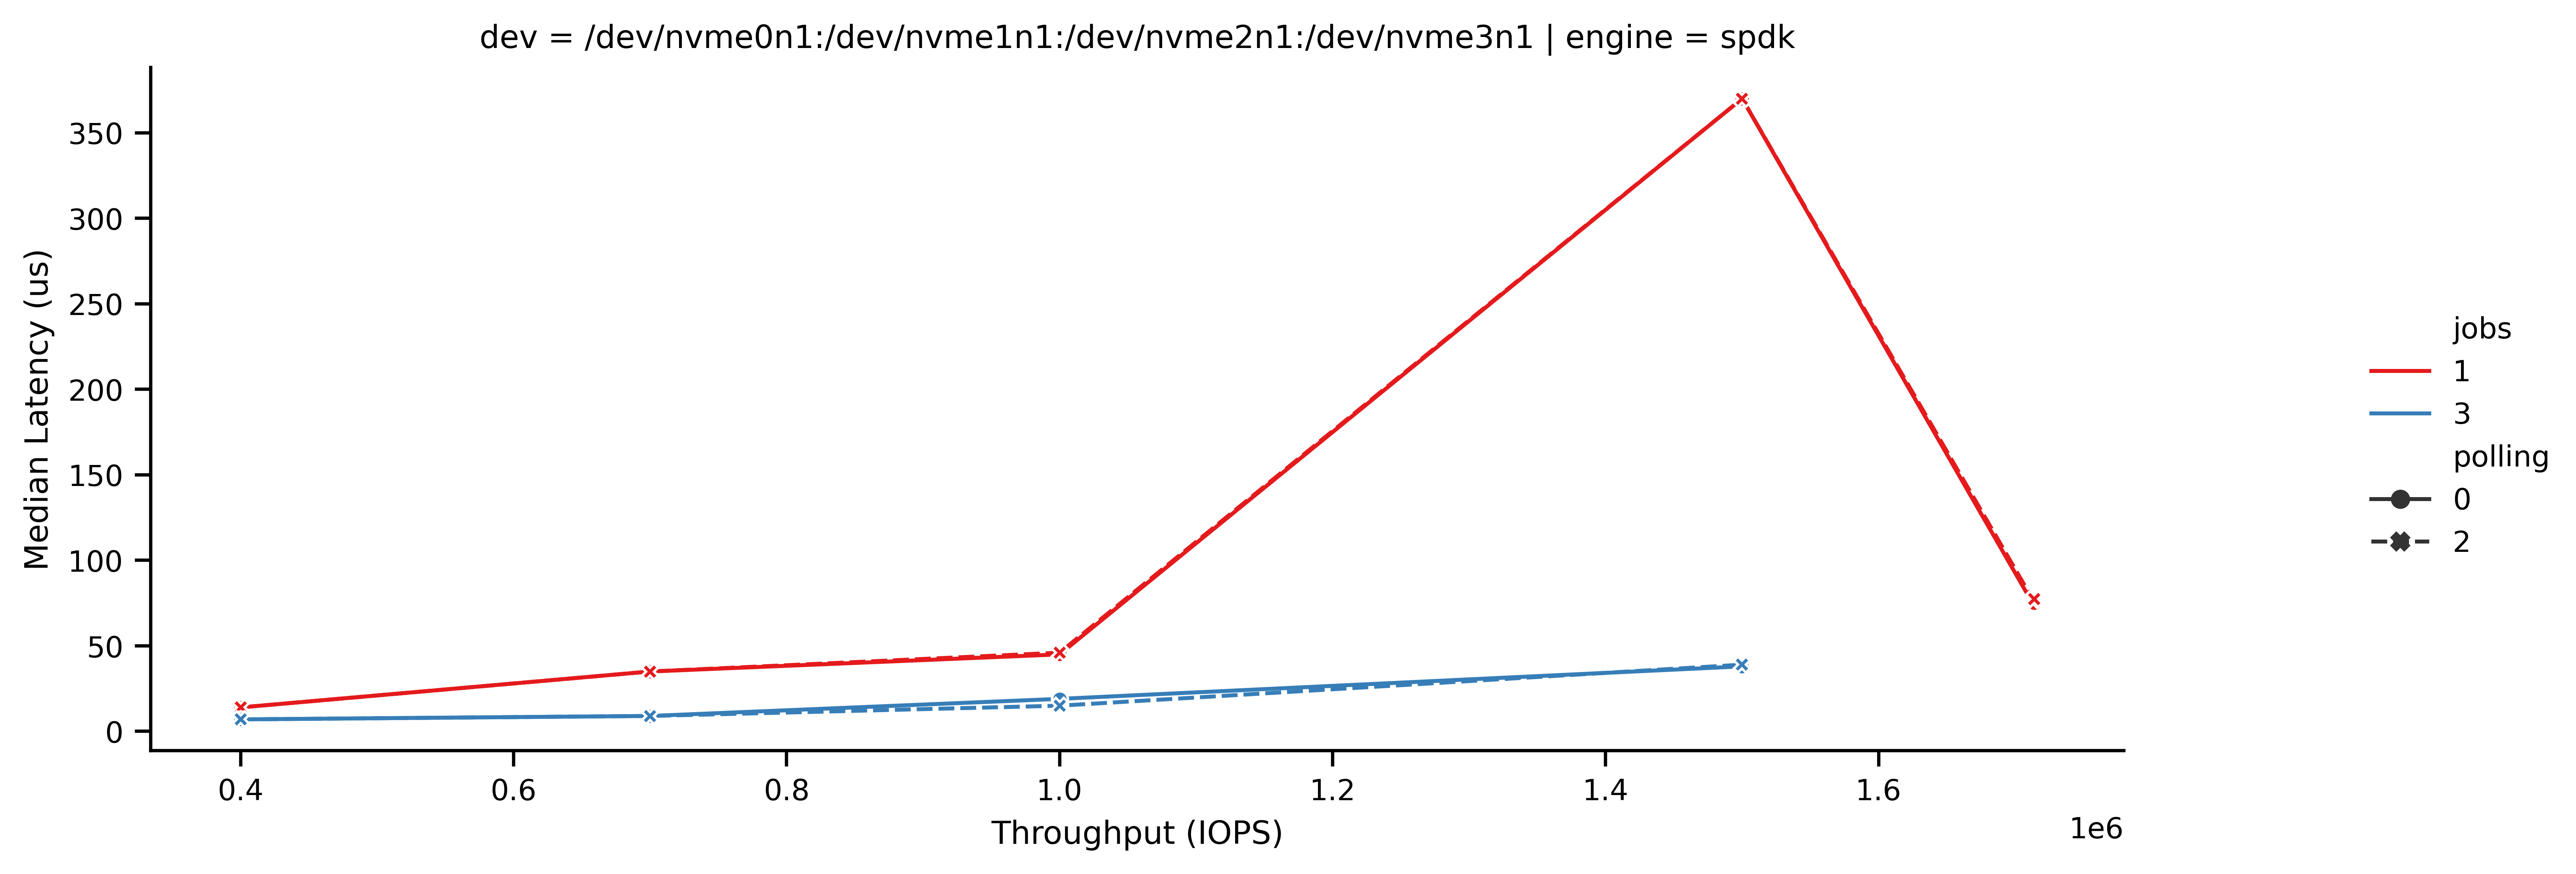 dev = /dev/nvme0n1:/dev/nvme1n1:/dev/nvme2n1:/dev/nvme3n1 | engine = spdk
Median Latency (us)
350
300
250
200
150
100
50
0
0.4 0.6 0.8 1.0 1.2 1.4 1.6
1e6
Throughput (IOPS)
jobs
1
3
polling
0
2